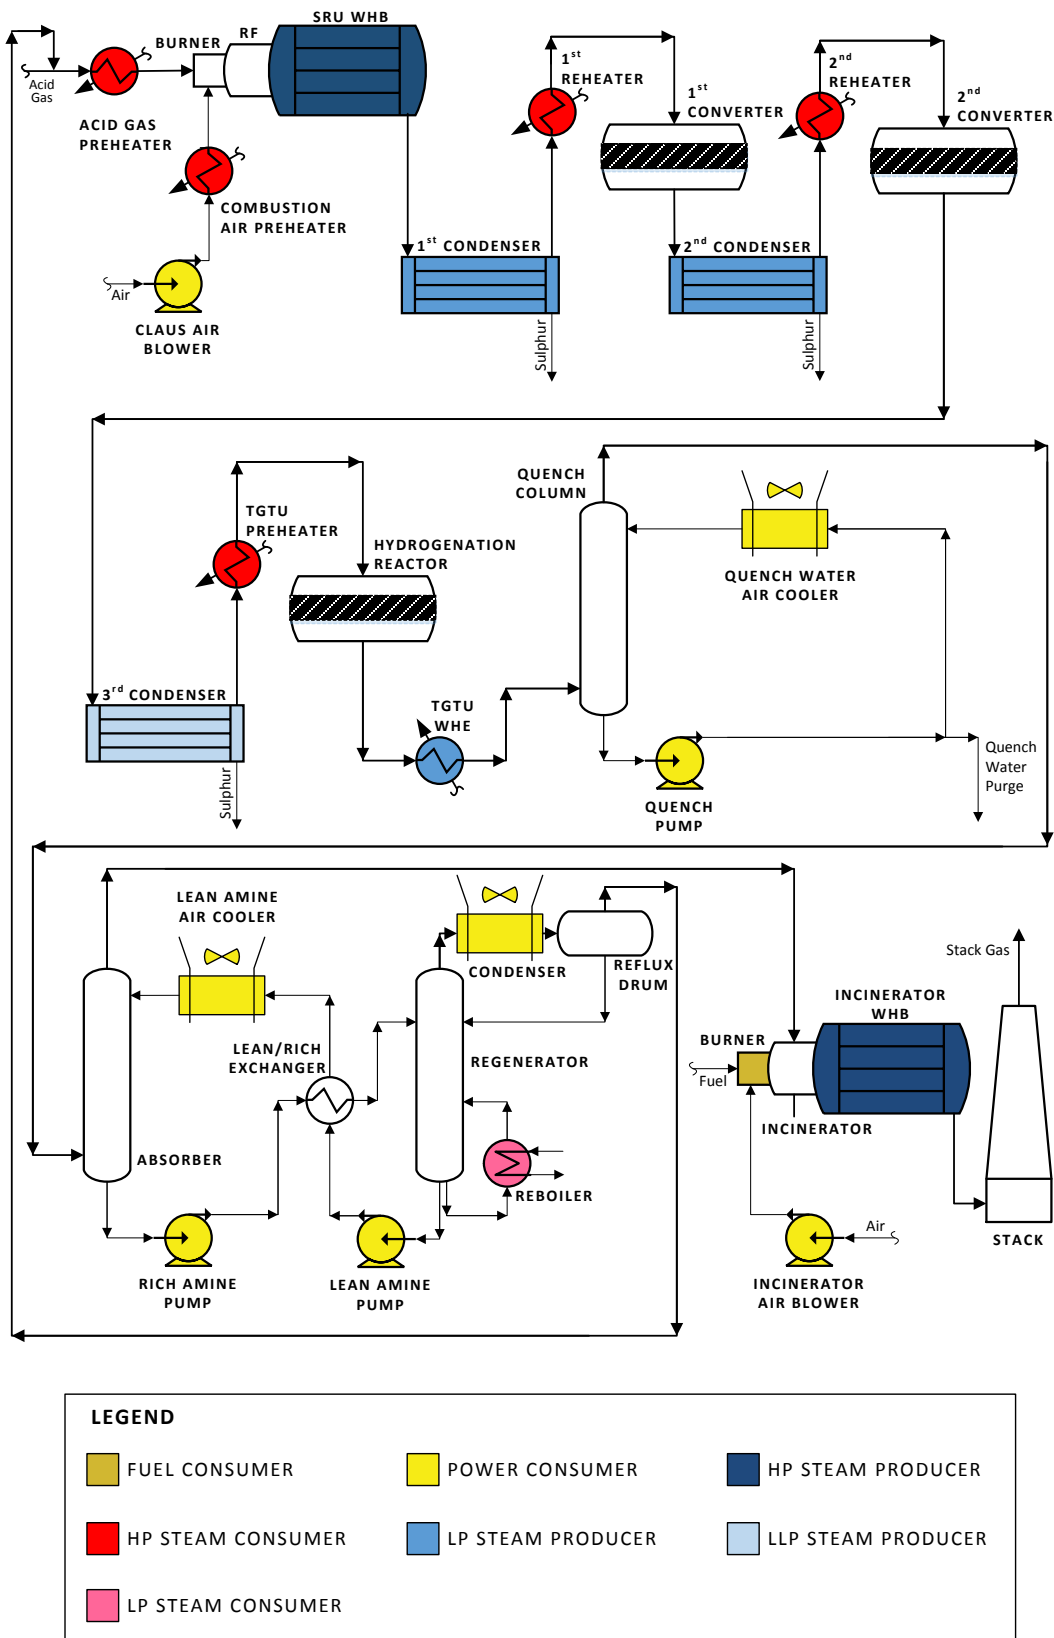 SRU WHB
BURNER
RF
Acid
Gas
ACID GAS
PREHEATER
COMBUSTION
AIR PREHEATER
Air
CLAUS AIR
BLOWER
1st
REHEATER
1st
CONVERTER
2nd
REHEATER
2nd
CONVERTER
1st CONDENSER
2nd CONDENSER
Sulphur
Sulphur
TGTU
PREHEATER
HYDROGENATION
REACTOR
QUENCH
COLUMN
QUENCH WATER
AIR COOLER
3rd CONDENSER
TGTU
WHE
Sulphur
QUENCH
PUMP
Quench
Water
Purge
LEAN AMINE
AIR COOLER
CONDENSER
REFLUX
DRUM
Stack Gas
INCINERATOR
WHB
LEAN/RICH
EXCHANGER
REGENERATOR
BURNER
Fuel
INCINERATOR
ABSORBER
REBOILER
Air
STACK
RICH AMINE
PUMP
LEAN AMINE
PUMP
INCINERATOR
AIR BLOWER
LEGEND
FUEL CONSUMER
POWER CONSUMER
HP STEAM PRODUCER
HP STEAM CONSUMER
LP STEAM PRODUCER
LLP STEAM PRODUCER
LP STEAM CONSUMER